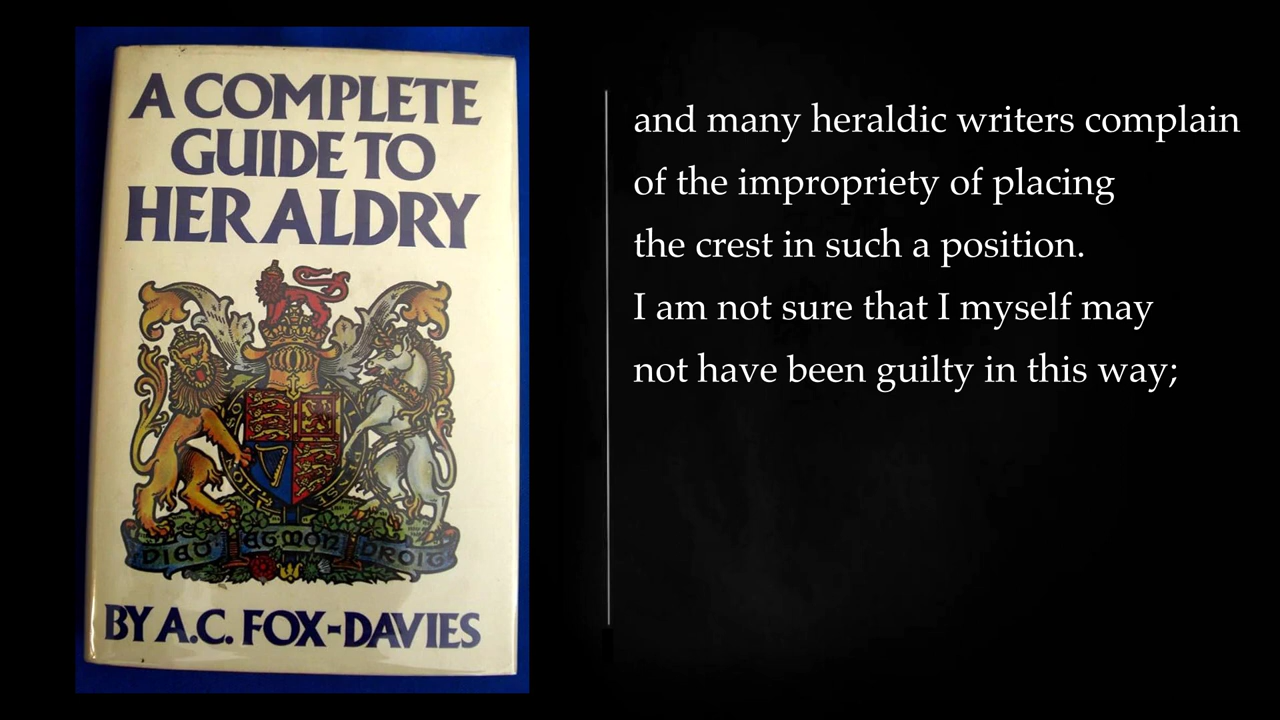 A COMPLETE
GUIDE TO
HERALDRY
DIEU ET MON DROIT
BY A.C. FOX-DAVIES
and many heraldic writers complain
of the impropriety of placing
the crest in such a position.
I am not sure that I myself may
not have been guilty in this way;